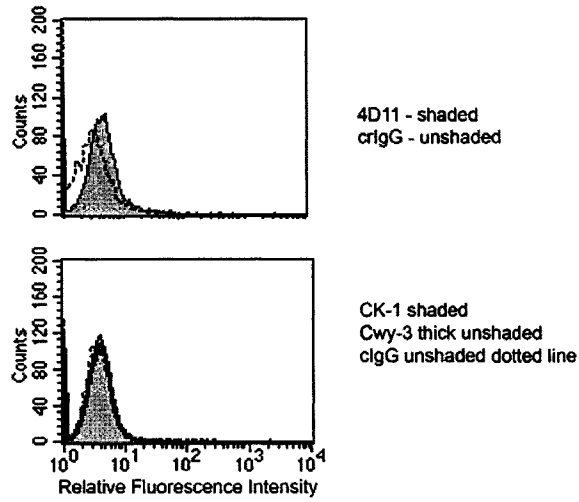 200
160
120
80
40
0
Counts
4D11 - shaded
crIgG - unshaded
200
160
120
80
40
0
Counts
CK-1 shaded
Cwy-3 thick unshaded
cIgG unshaded dotted line
10⁰ 10¹ 10² 10³ 10⁴
Relative Fluorescence Intensity